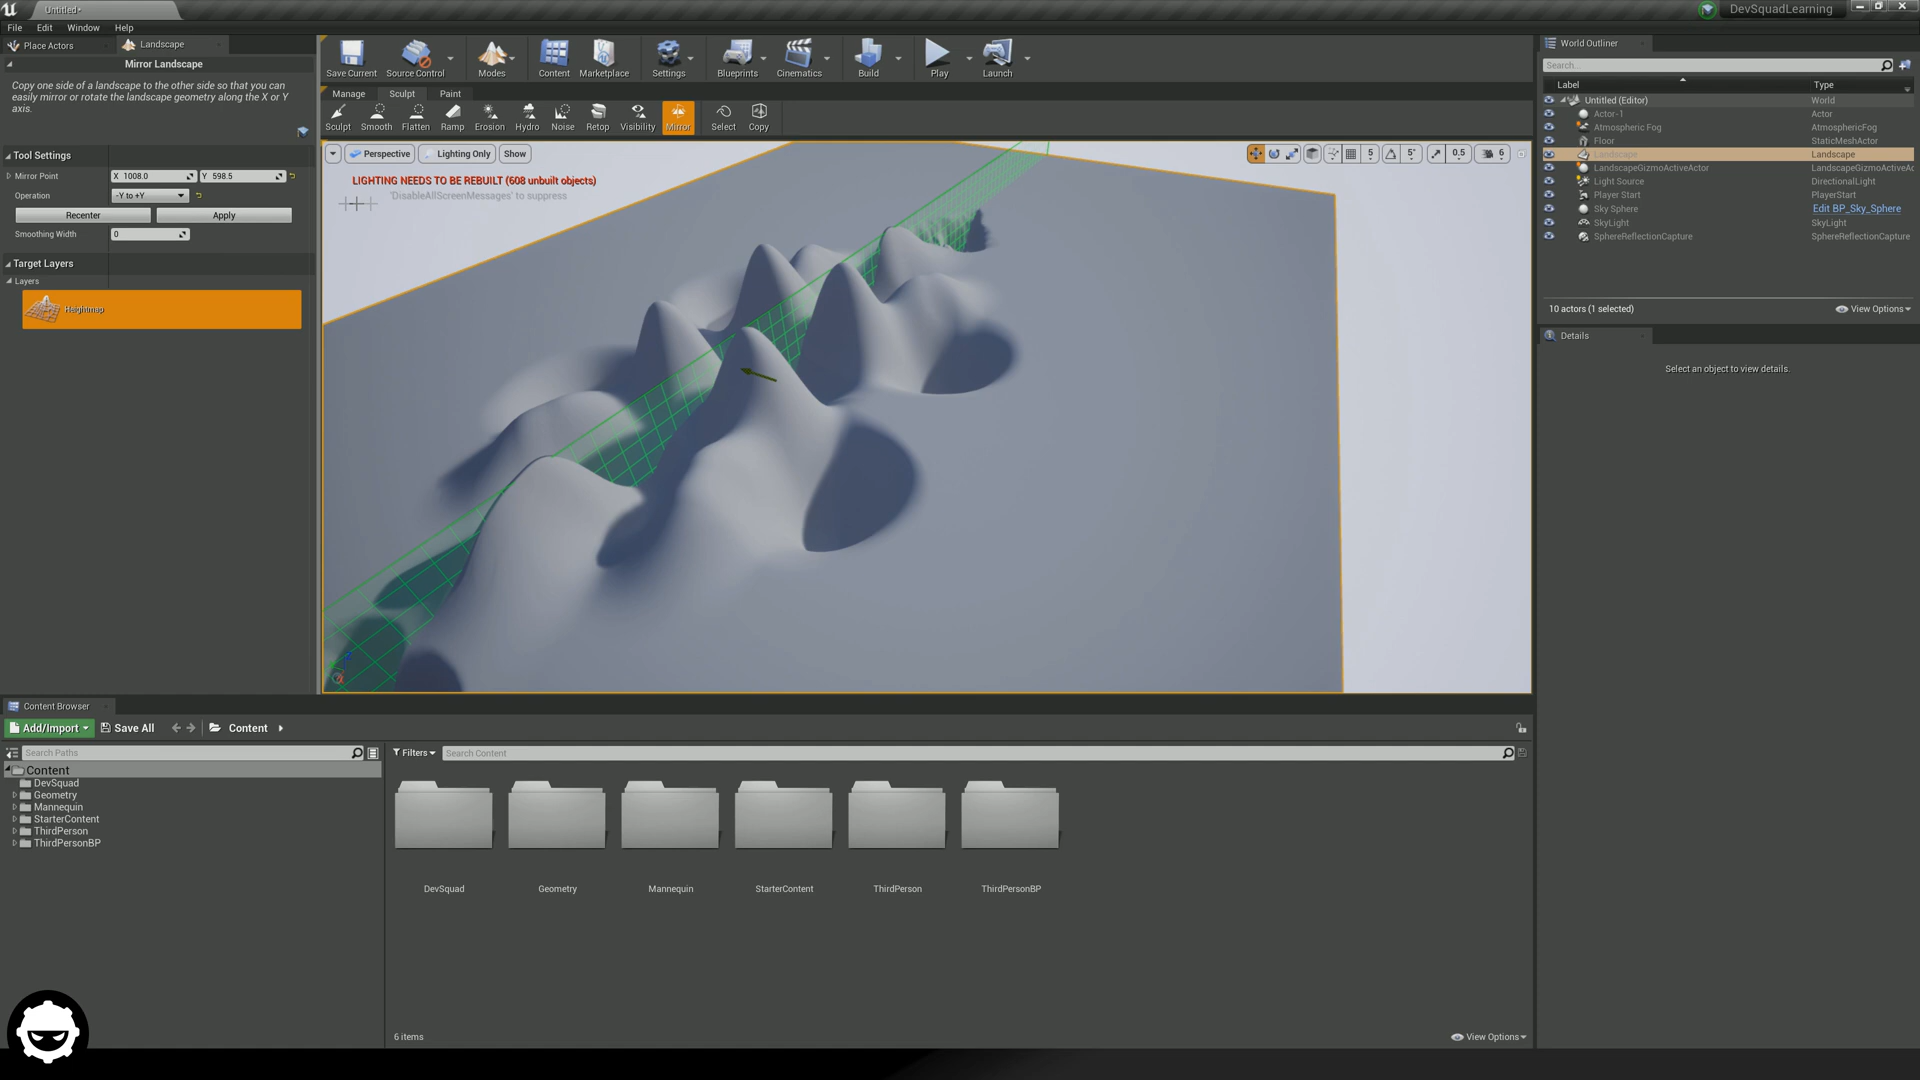 Untitled*
DevSquadLearning
File Edit Window Help
Place Actors
Landscape
Mirror Landscape
Copy one side of a landscape to the other side so that you can
easily mirror or rotate the landscape geometry along the X or Y
axis.
Tool Settings
Mirror Point X 1008.0 Y 598.5
Operation -Y to +Y
Recenter Apply
Smoothing Width 0
Target Layers
Layers
Heightmap
Save Current Source Control Modes Content Marketplace Settings Blueprints Cinematics Build Play Launch
Manage Sculpt Paint
Sculpt Smooth Flatten Ramp Erosion Hydro Noise Retop Visibility Mirror Select Copy
Perspective Lighting Only Show
5 5° 0.5 6
LIGHTING NEEDS TO BE REBUILT (608 unbuilt objects)
'DisableAllScreenMessages' to suppress
World Outliner
Search...
Label Type
Untitled (Editor) World
Actor-1 Actor
Atmospheric Fog AtmosphericFog
Floor StaticMeshActor
Landscape Landscape
LandscapeGizmoActiveActor LandscapeGizmoActiveAc
Light Source DirectionalLight
Player Start PlayerStart
Sky Sphere Edit BP_Sky_Sphere
SkyLight SkyLight
SphereReflectionCapture SphereReflectionCapture
10 actors (1 selected) View Options
Details
Select an object to view details.
Content Browser
Add/Import Save All Content
Search Paths
Filters Search Content
Content
DevSquad
Geometry
Mannequin
StarterContent
ThirdPerson
ThirdPersonBP
DevSquad Geometry Mannequin StarterContent ThirdPerson ThirdPersonBP
6 items View Options